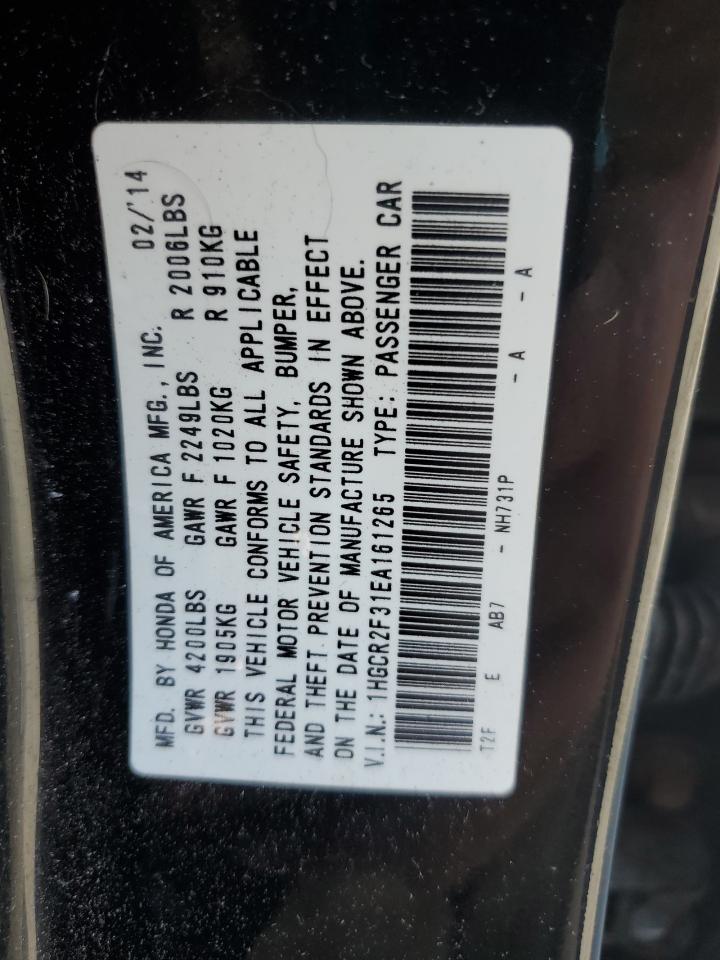 MFD. BY HONDA OF AMERICA MFG., INC. 02/'14
GVWR 4200LBS GAWR F 2249LBS R 2006LBS
GVWR 1905KG GAWR F 1020KG R 910KG
THIS VEHICLE CONFORMS TO ALL APPLICABLE
FEDERAL MOTOR VEHICLE SAFETY, BUMPER,
AND THEFT PREVENTION STANDARDS IN EFFECT
ON THE DATE OF MANUFACTURE SHOWN ABOVE.
V.I.N.: 1HGCR2F31EA161265 TYPE: PASSENGER CAR
T2F E AB7 - NH731P - A - A